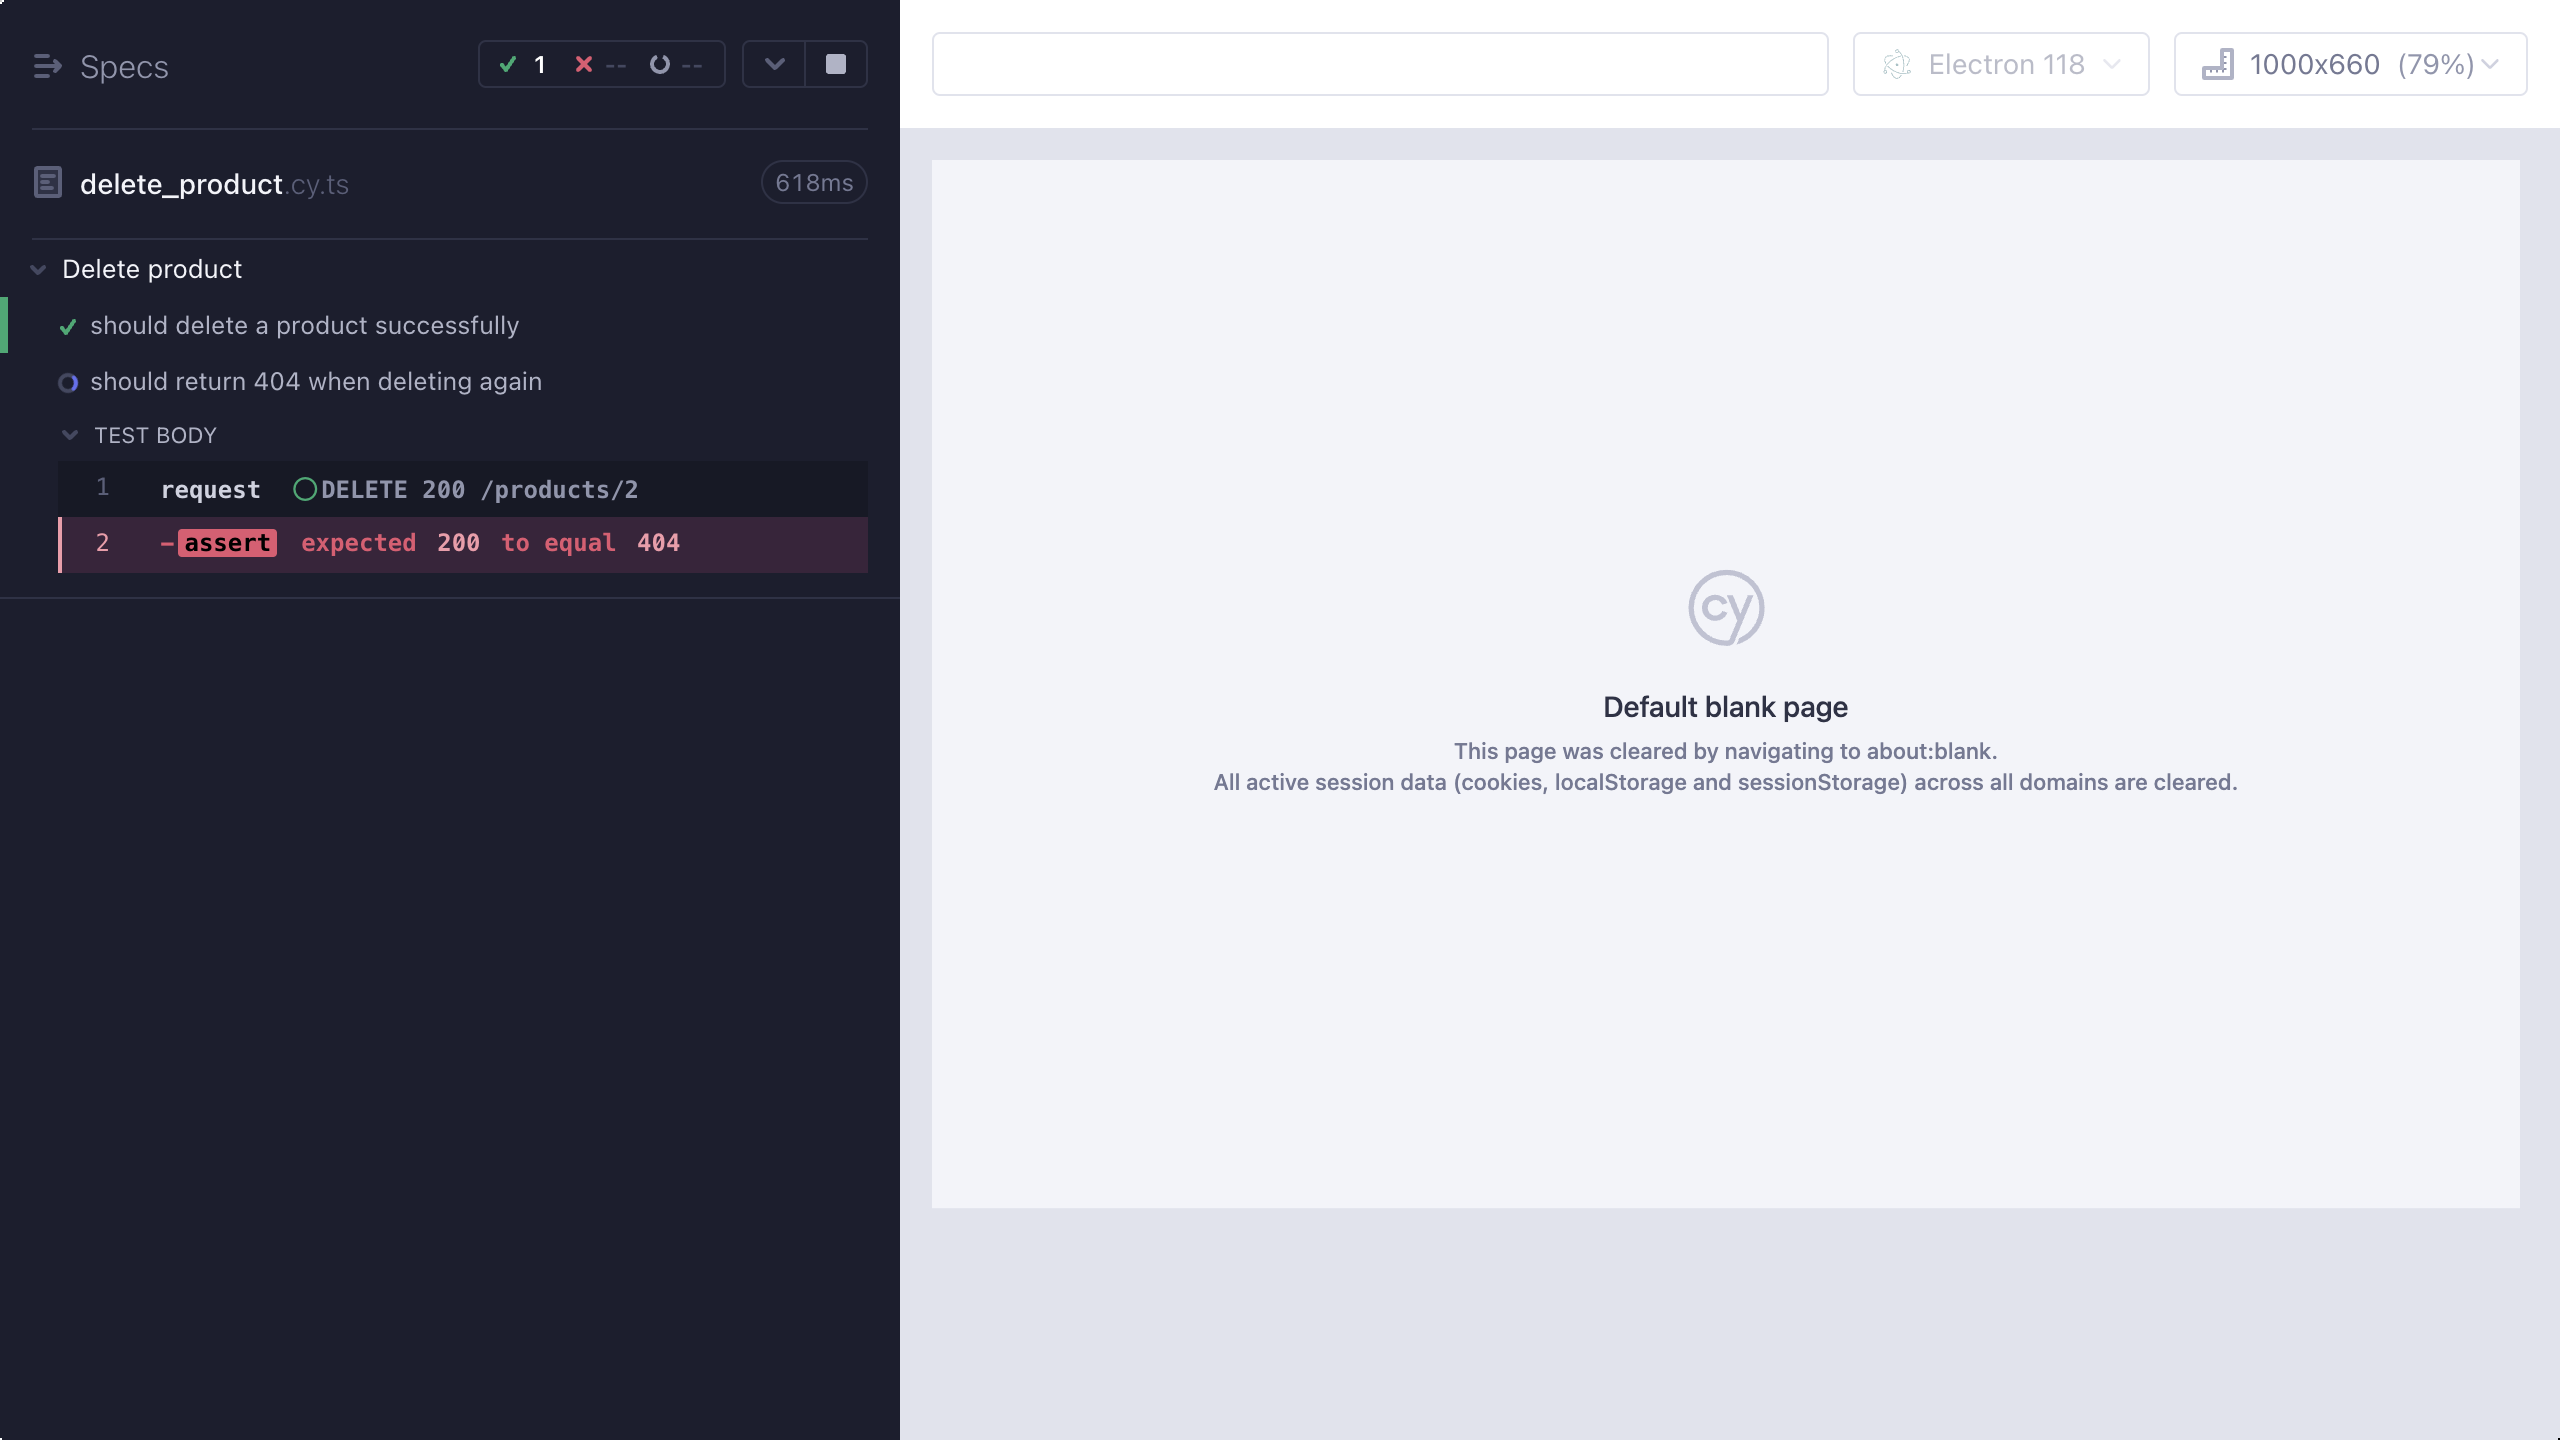 Specs
1 -- --
delete_product.cy.ts
618ms
Delete product
should delete a product successfully
should return 404 when deleting again
TEST BODY
1 request DELETE 200 /products/2
2 -assert expected 200 to equal 404
Electron 118
1000x660 (79%)
cy
Default blank page
This page was cleared by navigating to about:blank.
All active session data (cookies, localStorage and sessionStorage) across all domains are cleared.